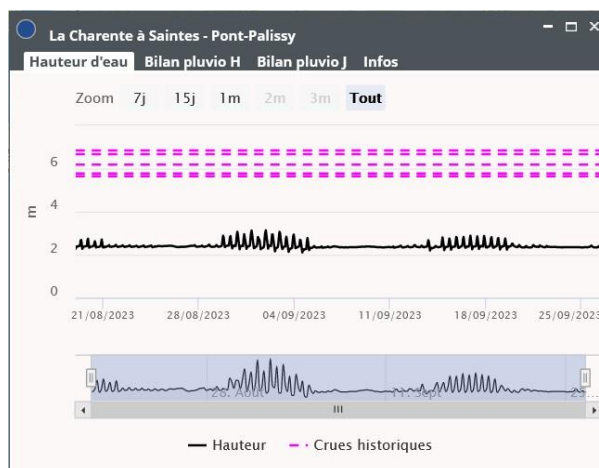 La Charente à Saintes - Pont-Palissy
Hauteur d'eau Bilan pluvio H Bilan pluvio J Infos
Zoom 7j 15j 1m 2m 3m Tout
6
4
2
0
m
21/08/2023 28/08/2023 04/09/2023 11/09/2023 18/09/2023 25/09/2023
28. Août 11. Sept 25...
Hauteur Crues historiques